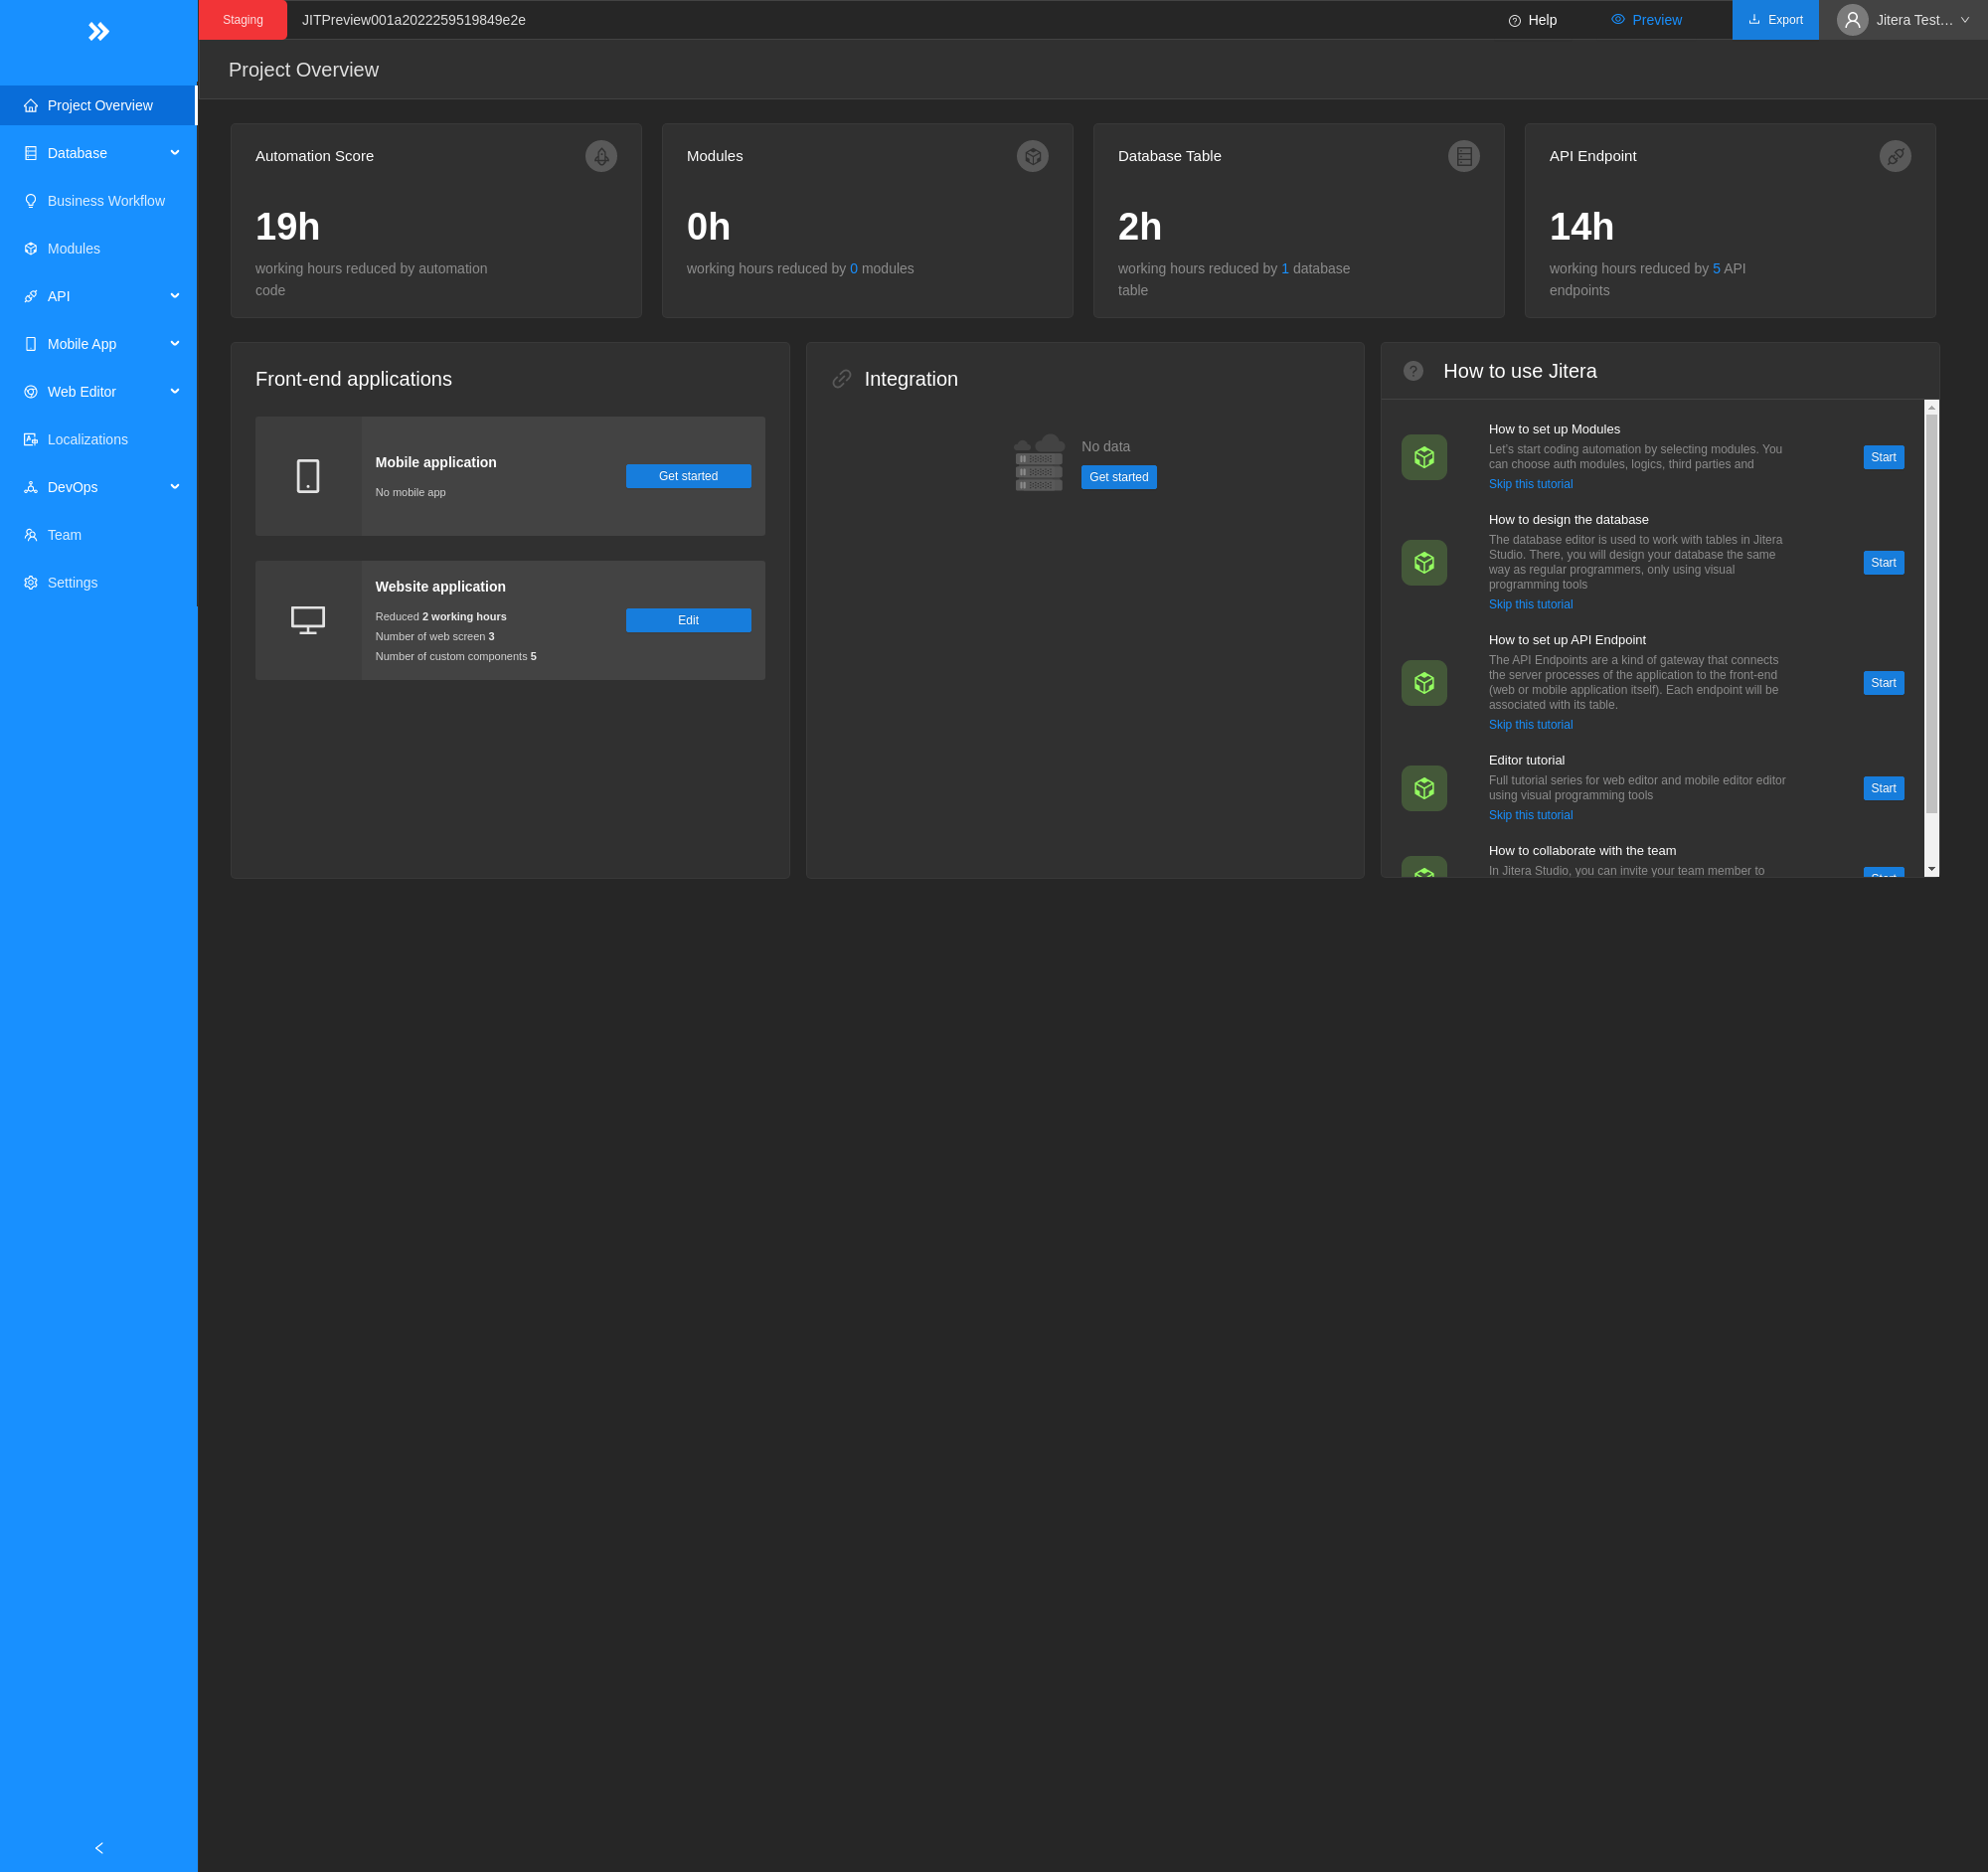 Staging
JITPreview001a2022259519849e2e
Help
Preview
Export
Jitera Test…
Project Overview
Project Overview
Database
Business Workflow
Modules
API
Mobile App
Web Editor
Localizations
DevOps
Team
Settings
Automation Score
19h
working hours reduced by automation
code
Modules
0h
working hours reduced by 0 modules
Database Table
2h
working hours reduced by 1 database
table
API Endpoint
14h
working hours reduced by 5 API
endpoints
Front-end applications
Mobile application
No mobile app
Get started
Website application
Reduced 2 working hours
Number of web screen 3
Number of custom components 5
Edit
Integration
No data
Get started
How to use Jitera
How to set up Modules
Let's start coding automation by selecting modules. You
can choose auth modules, logics, third parties and
Skip this tutorial
Start
How to design the database
The database editor is used to work with tables in Jitera
Studio. There, you will design your database the same
way as regular programmers, only using visual
programming tools
Skip this tutorial
Start
How to set up API Endpoint
The API Endpoints are a kind of gateway that connects
the server processes of the application to the front-end
(web or mobile application itself). Each endpoint will be
associated with its table.
Skip this tutorial
Start
Editor tutorial
Full tutorial series for web editor and mobile editor editor
using visual programming tools
Skip this tutorial
Start
How to collaborate with the team
In Jitera Studio, you can invite your team member to
Start